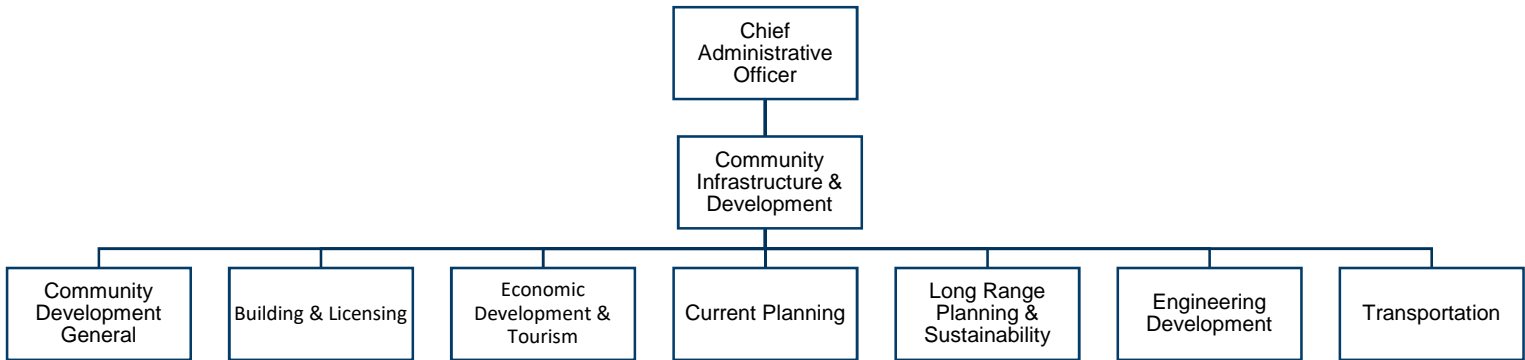 Chief
Administrative
Officer
Community
Infrastructure &
Development
Community
Development
General
Building & Licensing
Economic
Development &
Tourism
Current Planning
Long Range
Planning &
Sustainability
Engineering
Development
Transportation